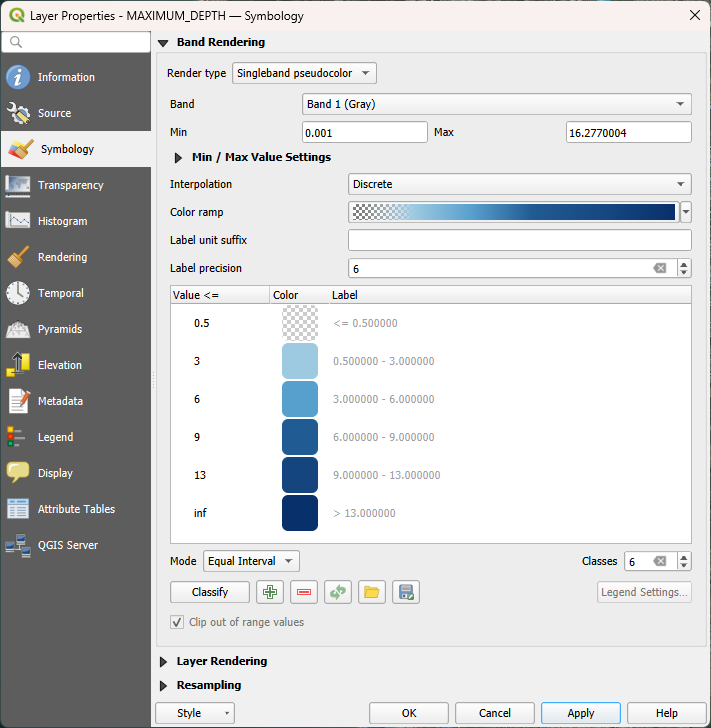 Layer Properties - MAXIMUM_DEPTH — Symbology
Information
Source
Symbology
Transparency
Histogram
Rendering
Temporal
Pyramids
Elevation
Metadata
Legend
Display
Attribute Tables
QGIS Server
Band Rendering
Render type Singleband pseudocolor
Band Band 1 (Gray)
Min 0.001 Max 16.2770004
Min / Max Value Settings
Interpolation Discrete
Color ramp
Label unit suffix
Label precision 6
Value <= Color Label
0.5 <= 0.500000
3 0.500000 - 3.000000
6 3.000000 - 6.000000
9 6.000000 - 9.000000
13 9.000000 - 13.000000
inf > 13.000000
Mode Equal Interval Classes 6
Classify Legend Settings...
Clip out of range values
Layer Rendering
Resampling
Style OK Cancel Apply Help